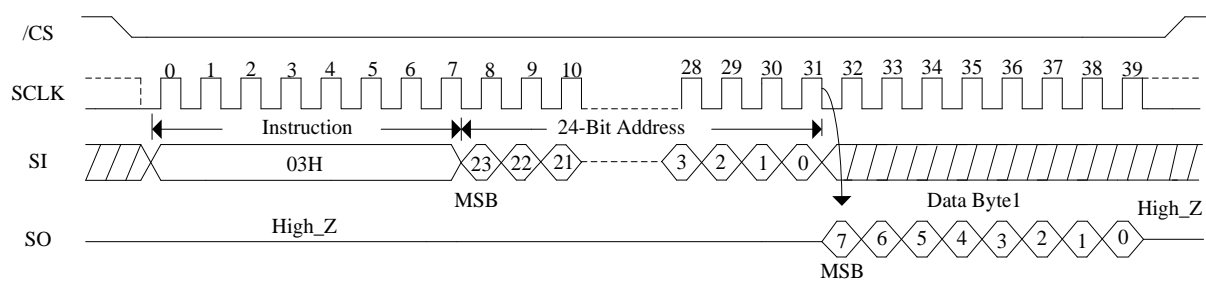 /CS
0 1 2 3 4 5 6 7 8 9 10 28 29 30 31 32 33 34 35 36 37 38 39
SCLK
Instruction 24-Bit Address
SI 03H 23 22 21 3 2 1 0
MSB Data Byte1
High_Z High_Z
SO 7 6 5 4 3 2 1 0
MSB